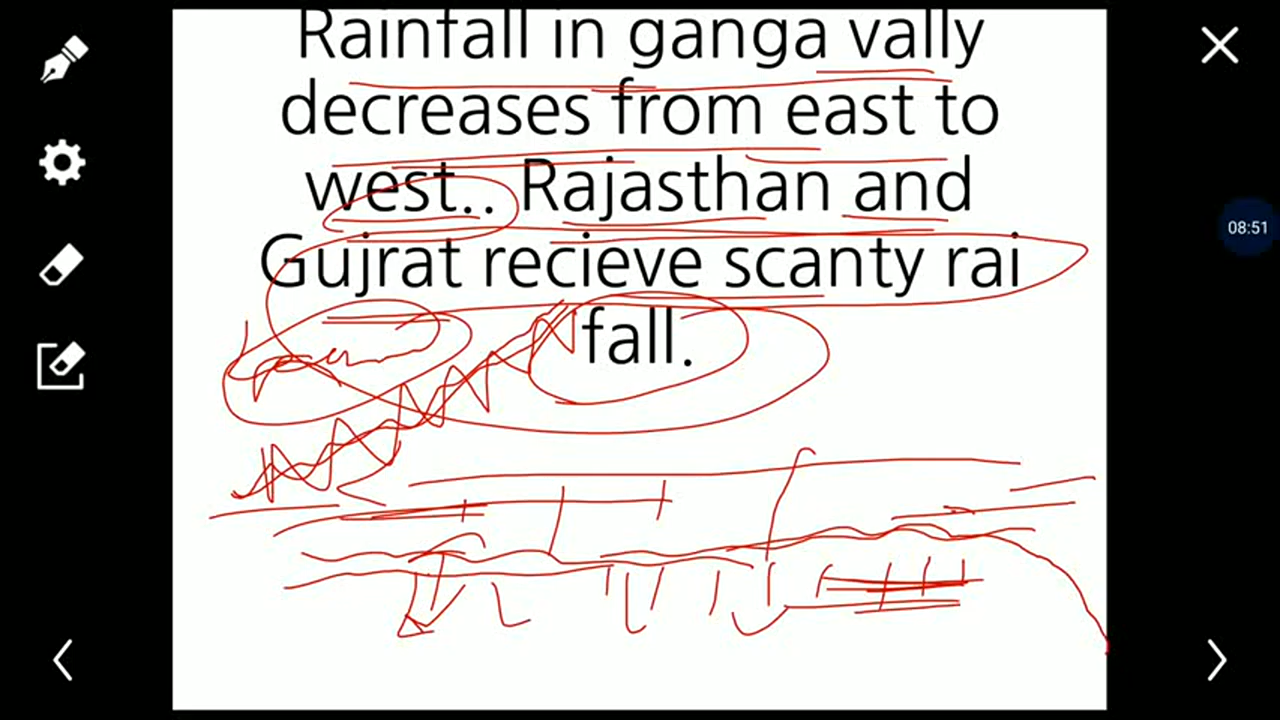 Rainfall in ganga vally
decreases from east to
west.. Rajasthan and
Gujrat recieve scanty rai
fall.
08:51